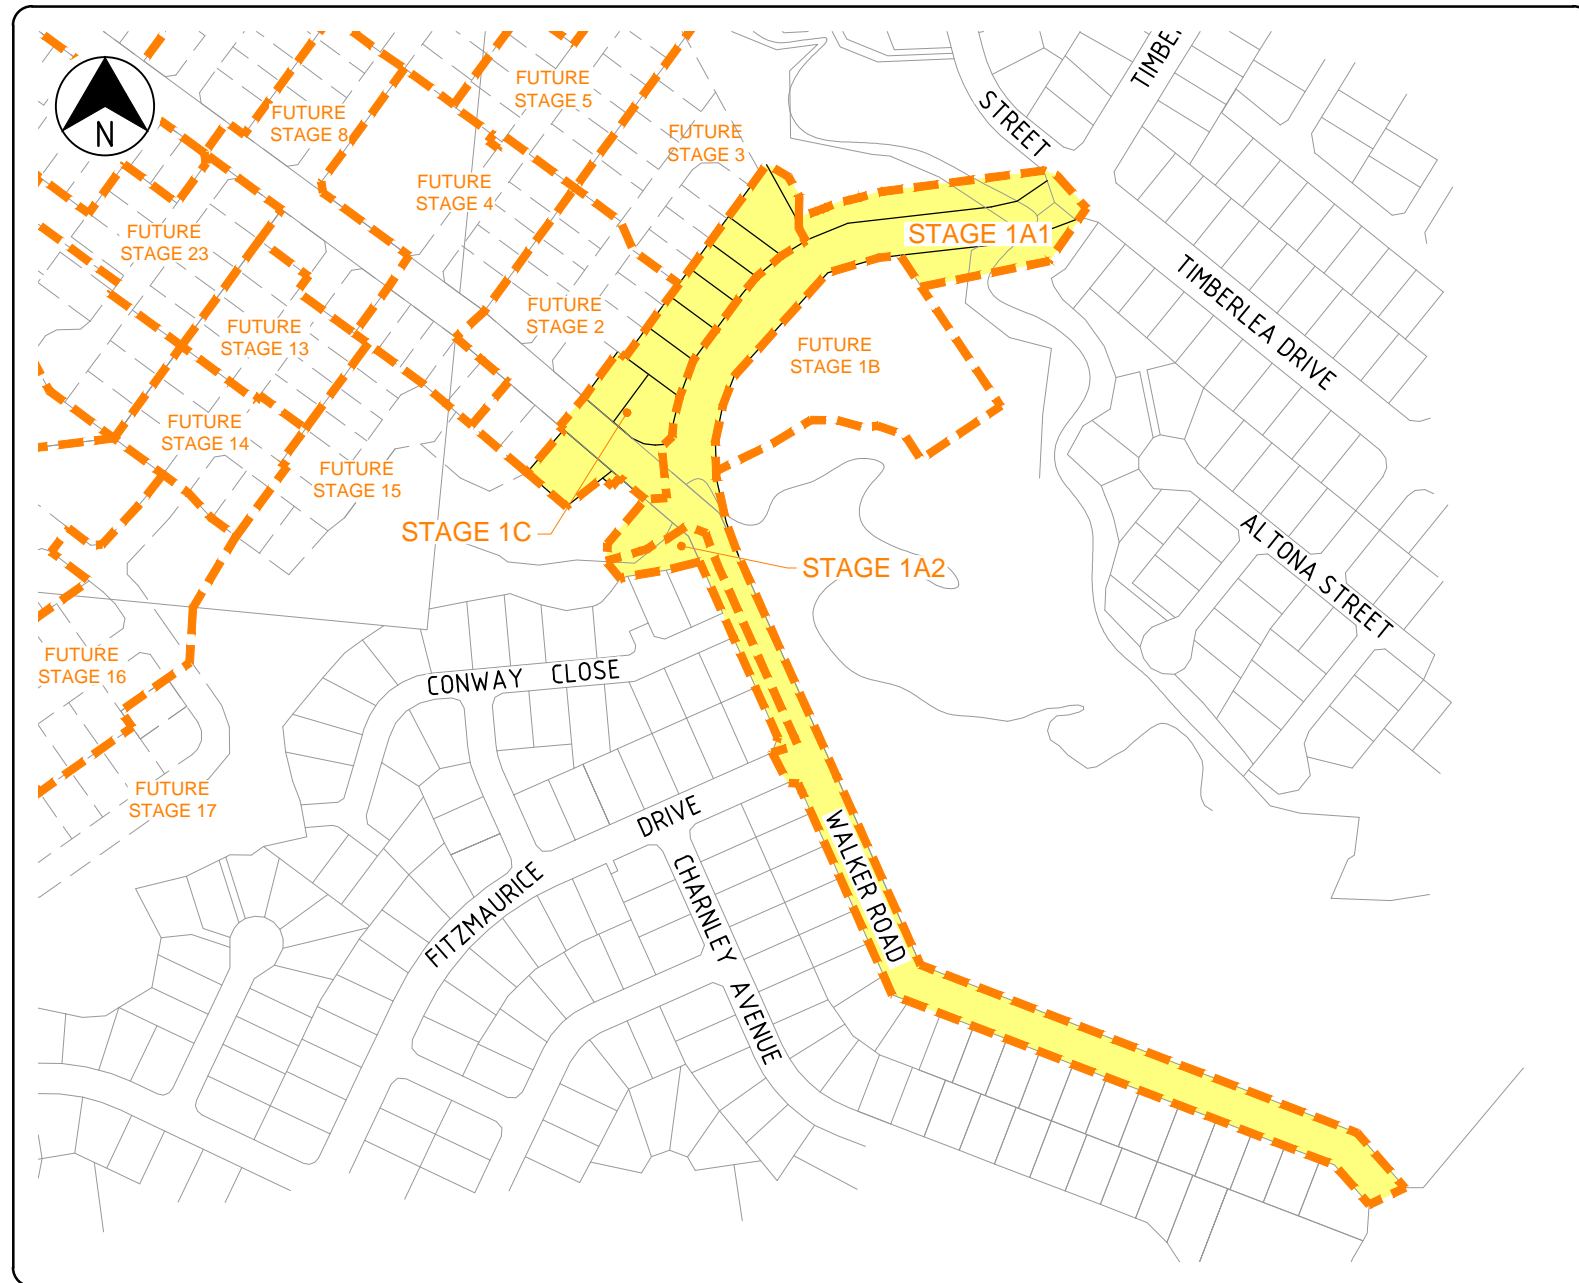 TIMBE
STREET
N
FUTURE
STAGE 5
FUTURE
STAGE 8
FUTURE
STAGE 3
FUTURE
STAGE 4
FUTURE
STAGE 23
STAGE 1A1
TIMBERLEA DRIVE
FUTURE
STAGE 2
FUTURE
STAGE 13
FUTURE
STAGE 1B
FUTURE
STAGE 14
FUTURE
STAGE 15
STAGE 1C
STAGE 1A2
ALTONA STREET
FUTURE
STAGE 16
CONWAY CLOSE
FUTURE
STAGE 17
FITZMAURICE DRIVE
WALKER ROAD
CHARNLEY AVENUE